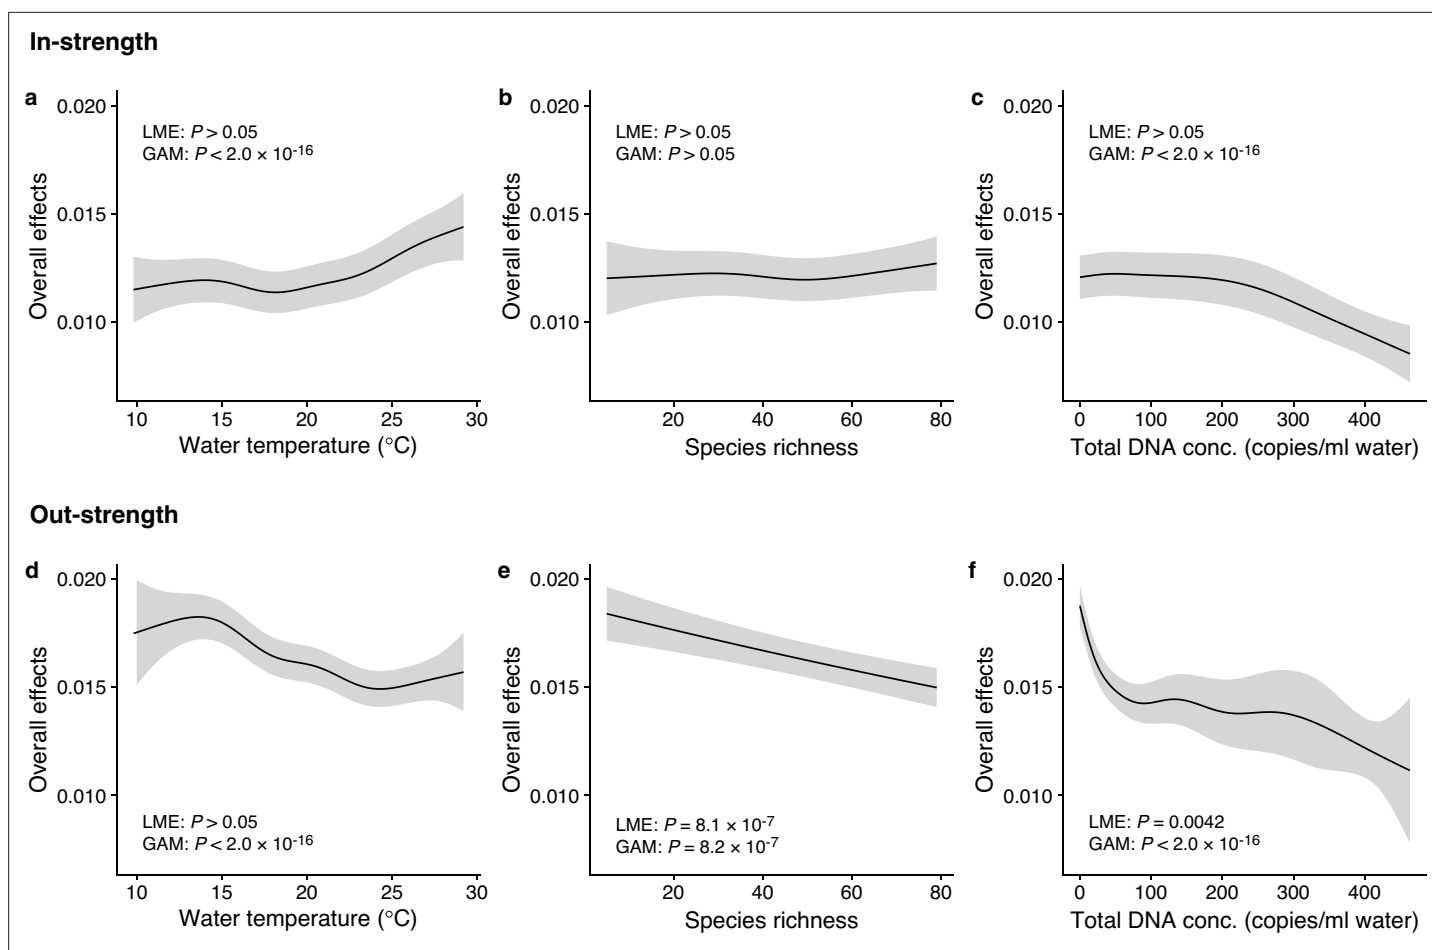 In-strength
a
0.020
0.015
0.010
Overall effects
LME: P > 0.05
GAM: P < 2.0 × 10⁻¹⁶
10 15 20 25 30
Water temperature (°C)
b
0.020
0.015
0.010
Overall effects
LME: P > 0.05
GAM: P > 0.05
20 40 60 80
Species richness
c
0.020
0.015
0.010
Overall effects
LME: P > 0.05
GAM: P < 2.0 × 10⁻¹⁶
0 100 200 300 400
Total DNA conc. (copies/ml water)
Out-strength
d
0.020
0.015
0.010
Overall effects
LME: P > 0.05
GAM: P < 2.0 × 10⁻¹⁶
10 15 20 25 30
Water temperature (°C)
e
0.020
0.015
0.010
Overall effects
LME: P = 8.1 × 10⁻⁷
GAM: P = 8.2 × 10⁻⁷
20 40 60 80
Species richness
f
0.020
0.015
0.010
Overall effects
LME: P = 0.0042
GAM: P < 2.0 × 10⁻¹⁶
0 100 200 300 400
Total DNA conc. (copies/ml water)